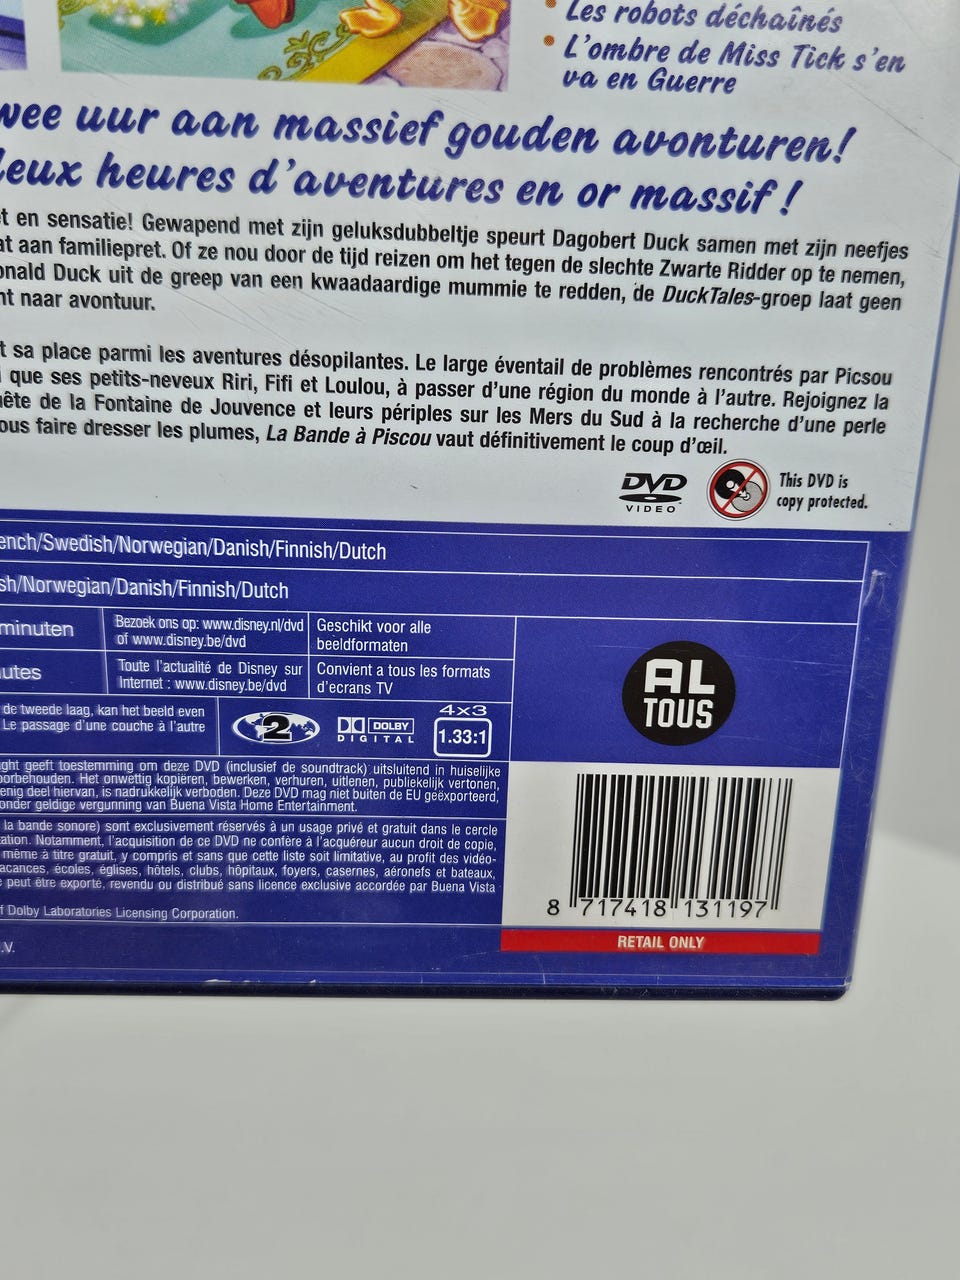 Les robots déchaînés
L'ombre de Miss Tick s'en
va en Guerre
wee uur aan massief gouden avonturen!
eux heures d'aventures en or massif !
t en sensatie! Gewapend met zijn geluksdubbeltje speurt Dagobert Duck samen met zijn neefjes
at aan familiepret. Of ze nou door de tijd reizen om het tegen de slechte Zwarte Ridder op te nemen,
onald Duck uit de greep van een kwaadaardige mummie te redden, de DuckTales-groep laat geen
nt naar avontuur.
t sa place parmi les aventures désopilantes. Le large éventail de problèmes rencontrés par Picsou
que ses petits-neveux Riri, Fifi et Loulou, à passer d'une région du monde à l'autre. Rejoignez la
ête de la Fontaine de Jouvence et leurs périples sur les Mers du Sud à la recherche d'une perle
ous faire dresser les plumes, La Bande à Piscou vaut définitivement le coup d'œil.
DVD
VIDEO
This DVD is
copy protected.
ench/Swedish/Norwegian/Danish/Finnish/Dutch
sh/Norwegian/Danish/Finnish/Dutch
minuten
Bezoek ons op: www.disney.nl/dvd
of www.disney.be/dvd
Geschikt voor alle
beeldformaten
utes
Toute l'actualité de Disney sur
Internet : www.disney.be/dvd
Convient a tous les formats
d'ecrans TV
AL
TOUS
de tweede laag, kan het beeld even
Le passage d'une couche à l'autre
2
DOLBY
DIGITAL
4x3
1.33:1
ght geeft toestemming om deze DVD (inclusief de soundtrack) uitsluitend in huiselijke
oorbehouden. Het onwettig kopiëren, bewerken, verhuren, uitlenen, publiekelijk vertonen,
enig deel hiervan, is nadrukkelijk verboden. Deze DVD mag niet buiten de EU geëxporteerd,
onder geldige vergunning van Buena Vista Home Entertainment.
la bande sonore) sont exclusivement réservés à un usage privé et gratuit dans le cercle
ation. Notamment, l'acquisition de ce DVD ne confère à l'acquéreur aucun droit de copie,
même à titre gratuit, y compris et sans que cette liste soit limitative, au profit des vidéo-
acances, écoles, églises, hôtels, clubs, hôpitaux, foyers, casernes, aéronefs et bateaux,
peut être exporté, revendu ou distribué sans licence exclusive accordée par Buena Vista
f Dolby Laboratories Licensing Corporation.
.V.
8 717418 131197
RETAIL ONLY